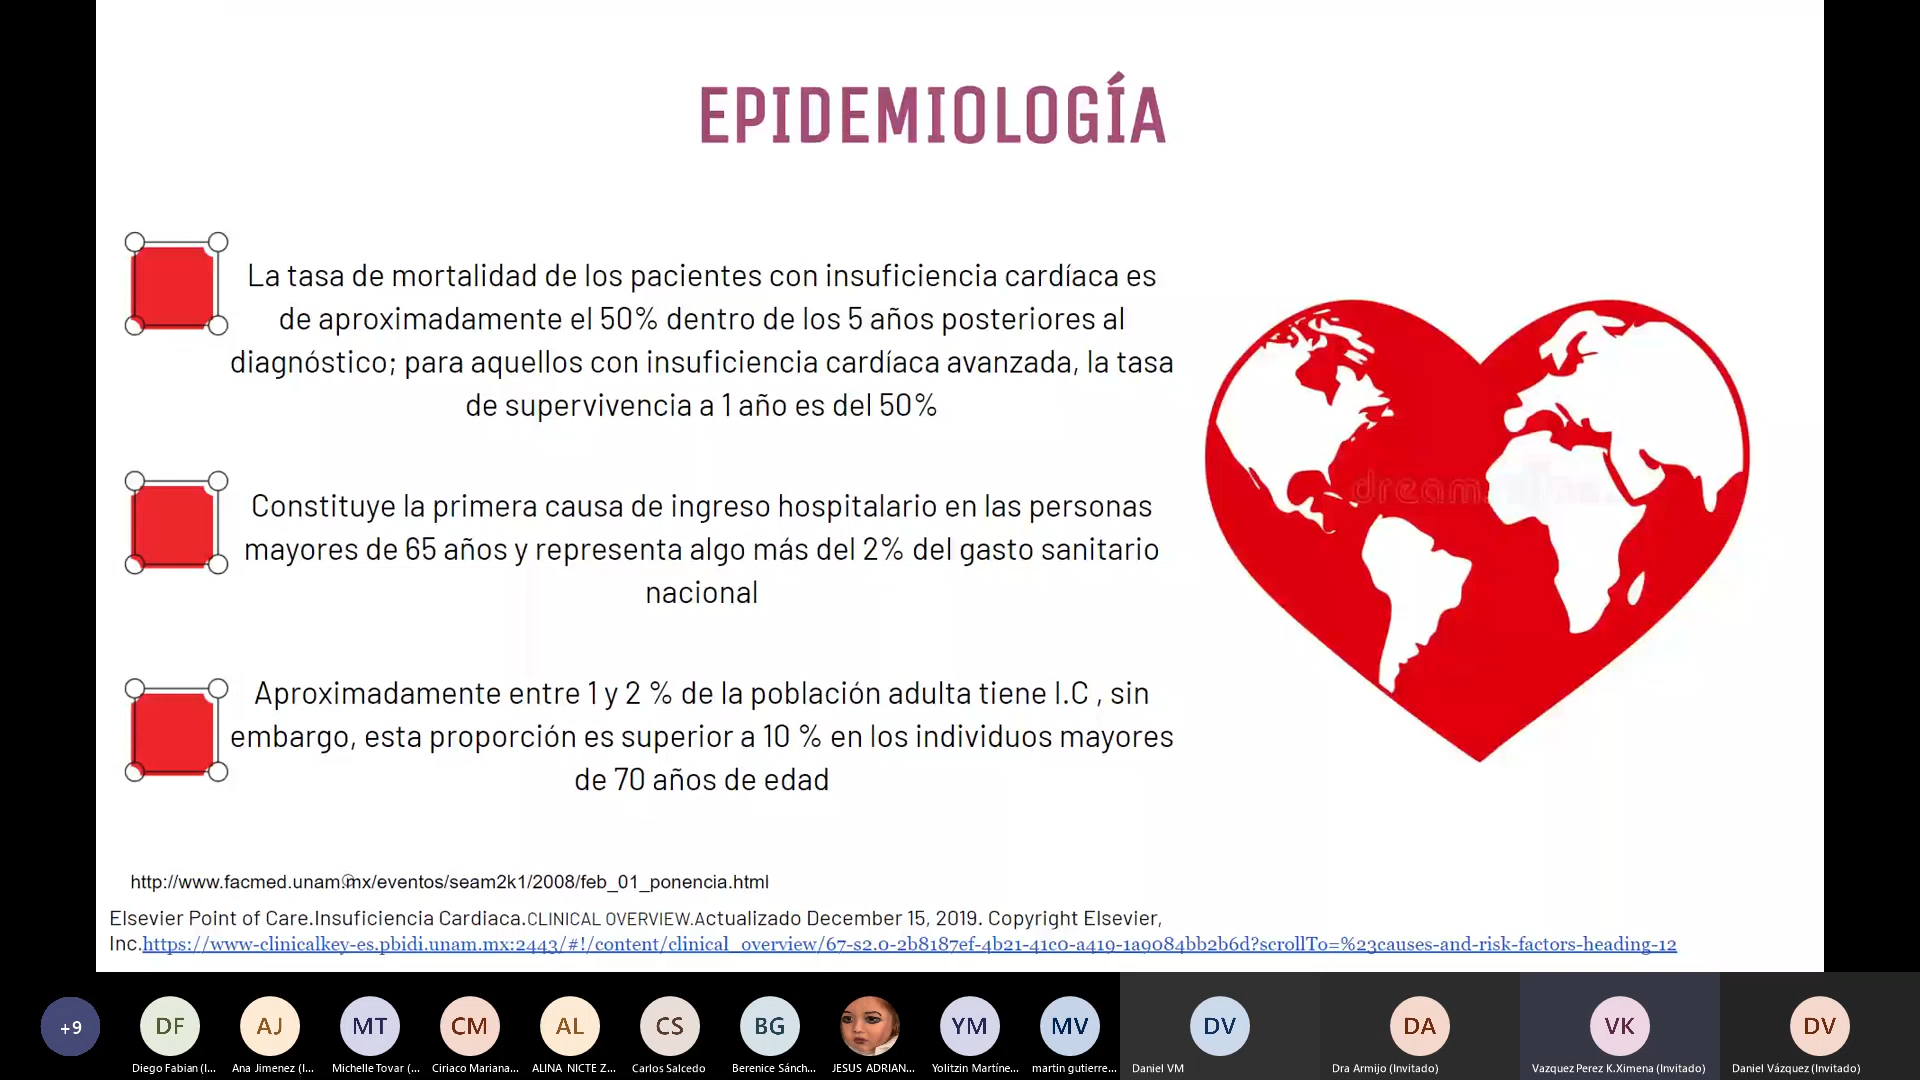 EPIDEMIOLOGÍA
La tasa de mortalidad de los pacientes con insuficiencia cardíaca es
de aproximadamente el 50% dentro de los 5 años posteriores al
diagnóstico; para aquellos con insuficiencia cardíaca avanzada, la tasa
de supervivencia a 1 año es del 50%
Constituye la primera causa de ingreso hospitalario en las personas
mayores de 65 años y representa algo más del 2% del gasto sanitario
nacional
Aproximadamente entre 1 y 2 % de la población adulta tiene I.C , sin
embargo, esta proporción es superior a 10 % en los individuos mayores
de 70 años de edad
http://www.facmed.unam.mx/eventos/seam2k1/2008/feb_01_ponencia.html
Elsevier Point of Care.Insuficiencia Cardiaca.CLINICAL OVERVIEW.Actualizado December 15, 2019. Copyright Elsevier,
Inc.https://www-clinicalkey-es.pbidi.unam.mx:2443/#!/content/clinical_overview/67-s2.0-2b8187ef-4b21-41c0-a419-1a9084bb2b6d?scrollTo=%23causes-and-risk-factors-heading-12
+9 DF AJ MT CM AL CS BG YM MV DV DA VK DV
Diego Fabian (I... Ana Jimenez (I... Michelle Tovar (... Ciriaco Mariana... ALINA NICTE Z... Carlos Salcedo Berenice Sánch... JESUS ADRIAN... Yolitzin Martíne... martin gutierre... Daniel VM Dra Armijo (Invitado) Vazquez Perez K.Ximena (Invitado) Daniel Vázquez (Invitado)